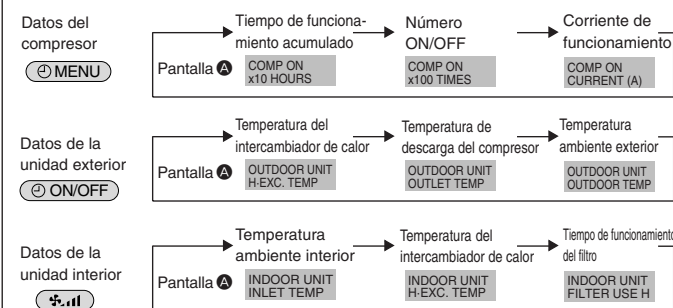 Datos del
compresor
MENU
Pantalla A
Tiempo de funciona-
miento acumulado
COMP ON
x10 HOURS
Número
ON/OFF
COMP ON
x100 TIMES
Corriente de
funcionamiento
COMP ON
CURRENT (A)
Datos de la
unidad exterior
ON/OFF
Pantalla A
Temperatura del
intercambiador de calor
OUTDOOR UNIT
H-EXC. TEMP
Temperatura de
descarga del compresor
OUTDOOR UNIT
OUTLET TEMP
Temperatura
ambiente exterior
OUTDOOR UNIT
OUTDOOR TEMP
Datos de la
unidad interior
Pantalla A
Temperatura
ambiente interior
INDOOR UNIT
INLET TEMP
Temperatura del
intercambiador de calor
INDOOR UNIT
H-EXC. TEMP
Tiempo de funcionamiento
del filtro
INDOOR UNIT
FILTER USE H